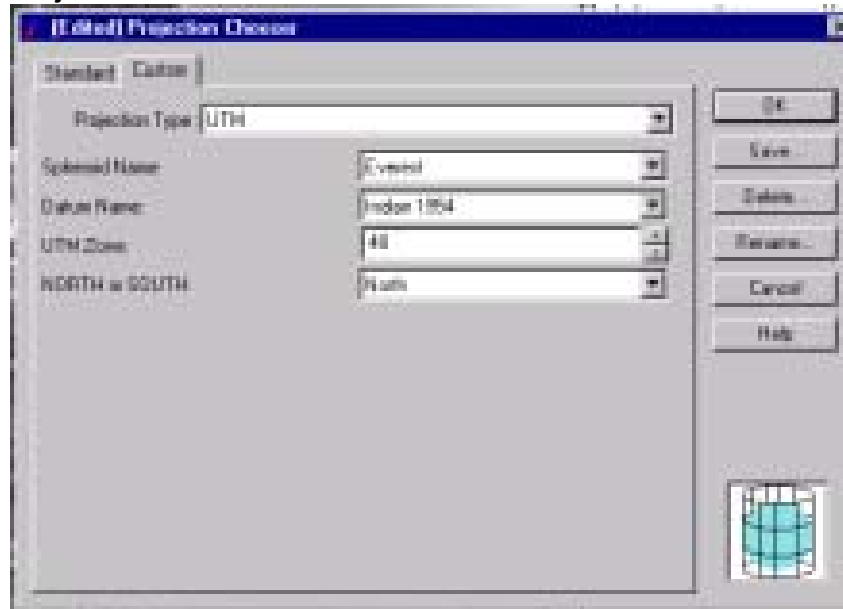 [Edited] Projection Chooser
Standard Custom
Projection Type: UTM
Spheroid Name: Everest
Datum Name: Indian 1954
UTM Zone:
NORTH or SOUTH: North
OK
Save...
Delete...
Rename...
Cancel
Help